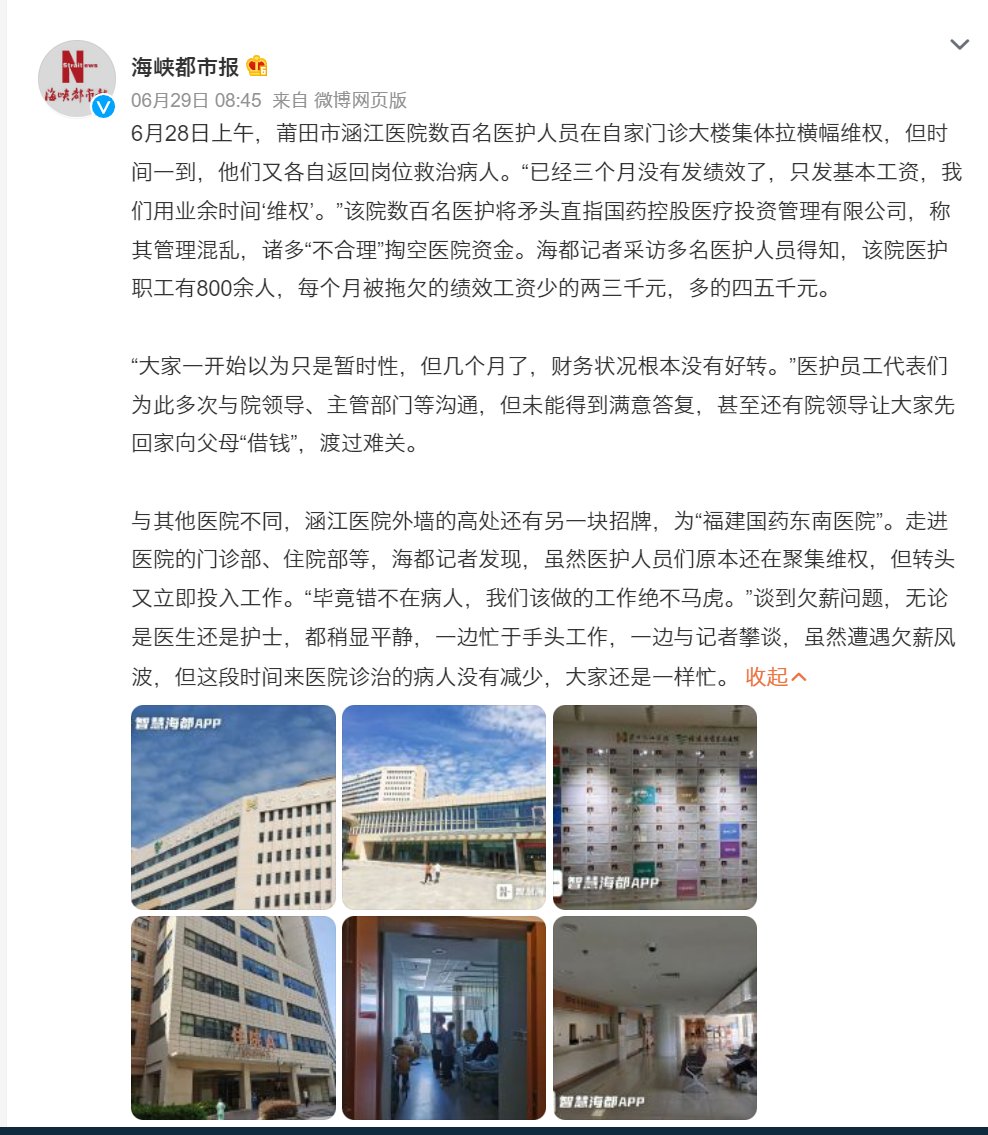 N
Strait News
海峡都市报
海峡都市报
06月29日 08:45 来自 微博网页版
6月28日上午，莆田市涵江医院数百名医护人员在自家门诊大楼集体拉横幅维权，但时
间一到，他们又各自返回岗位救治病人。“已经三个月没有发绩效了，只发基本工资，我
们用业余时间‘维权’。”该院数百名医护将矛头直指国药控股医疗投资管理有限公司，称
其管理混乱，诸多“不合理”掏空医院资金。海都记者采访多名医护人员得知，该院医护
职工有800余人，每个月被拖欠的绩效工资少的两三千元，多的四五千元。
“大家一开始以为只是暂时性，但几个月了，财务状况根本没有好转。”医护员工代表们
为此多次与院领导、主管部门等沟通，但未能得到满意答复，甚至还有院领导让大家先
回家向父母“借钱”，渡过难关。
与其他医院不同，涵江医院外墙的高处还有另一块招牌，为“福建国药东南医院”。走进
医院的门诊部、住院部等，海都记者发现，虽然医护人员们原本还在聚集维权，但转头
又立即投入工作。“毕竟错不在病人，我们该做的工作绝不马虎。”谈到欠薪问题，无论
是医生还是护士，都稍显平静，一边忙于手头工作，一边与记者攀谈，虽然遭遇欠薪风
波，但这段时间来医院诊治的病人没有减少，大家还是一样忙。 收起
智慧海都APP
智慧海
智慧海都APP
智慧海都APP